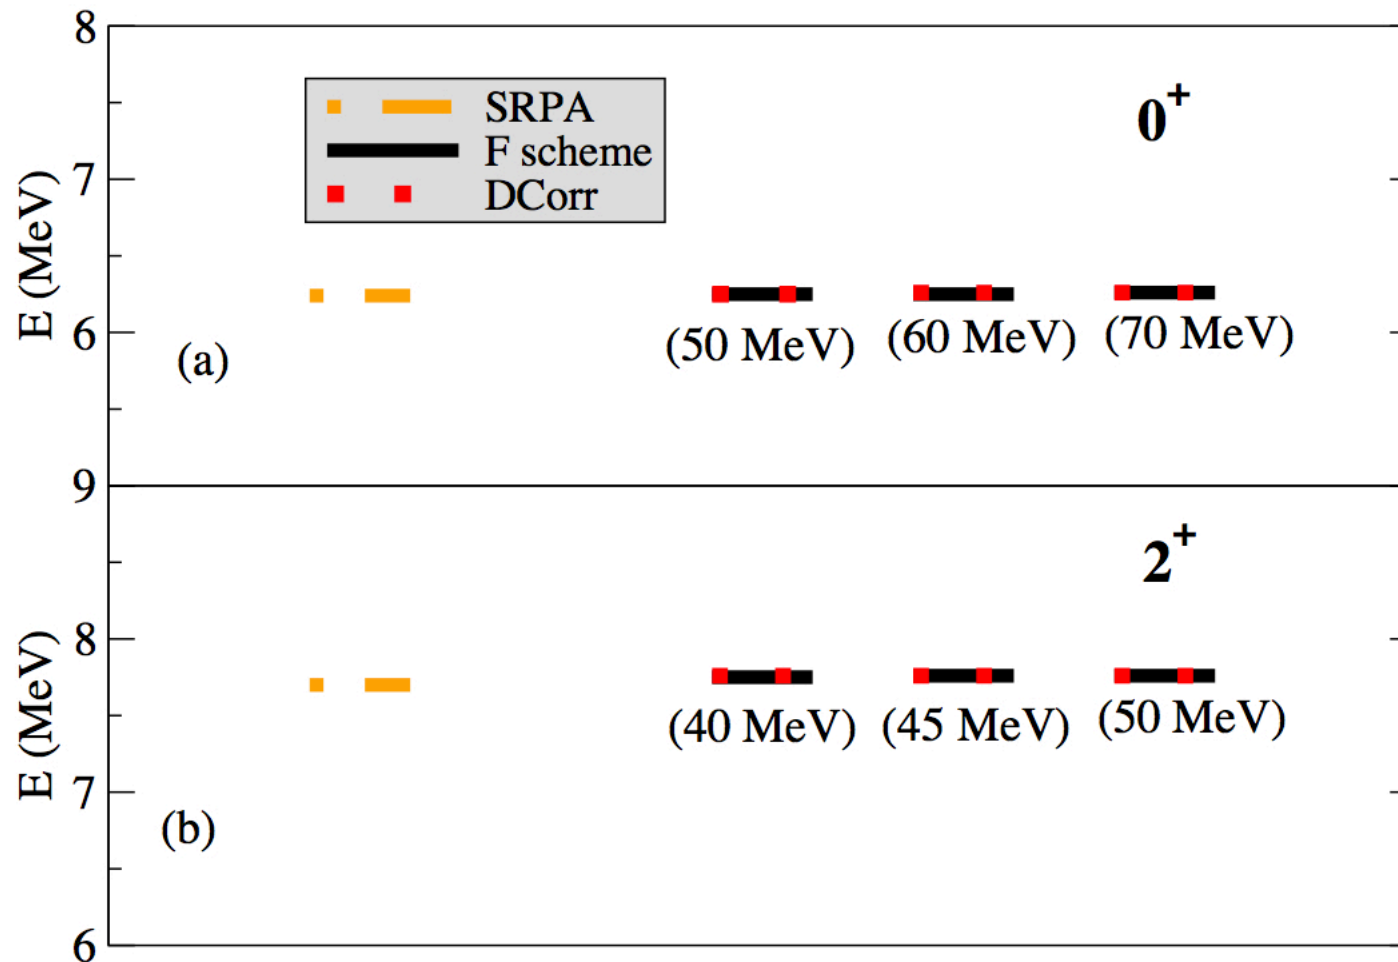 8
0⁺
SRPA
F scheme
DCorr
7
E (MeV)
6
(a)
(50 MeV) (60 MeV) (70 MeV)
9
2⁺
8
E (MeV)
(40 MeV) (45 MeV) (50 MeV)
7
(b)
6